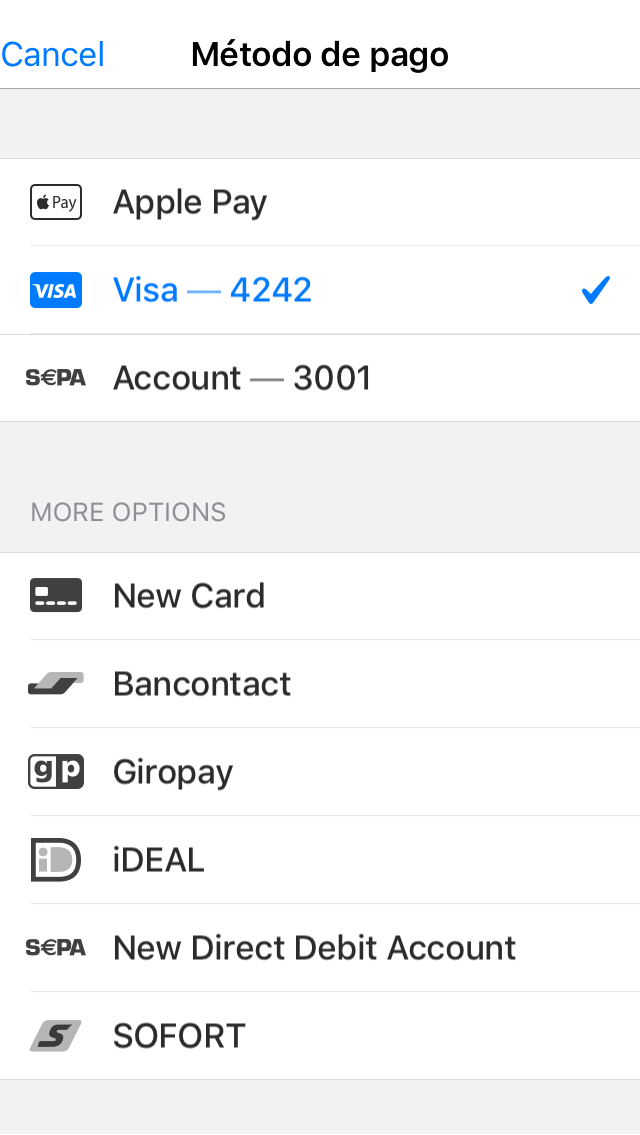 Cancel Método de pago
Pay Apple Pay
VISA Visa — 4242
S€PA Account — 3001
MORE OPTIONS
New Card
Bancontact
gp Giropay
iD iDEAL
S€PA New Direct Debit Account
S SOFORT